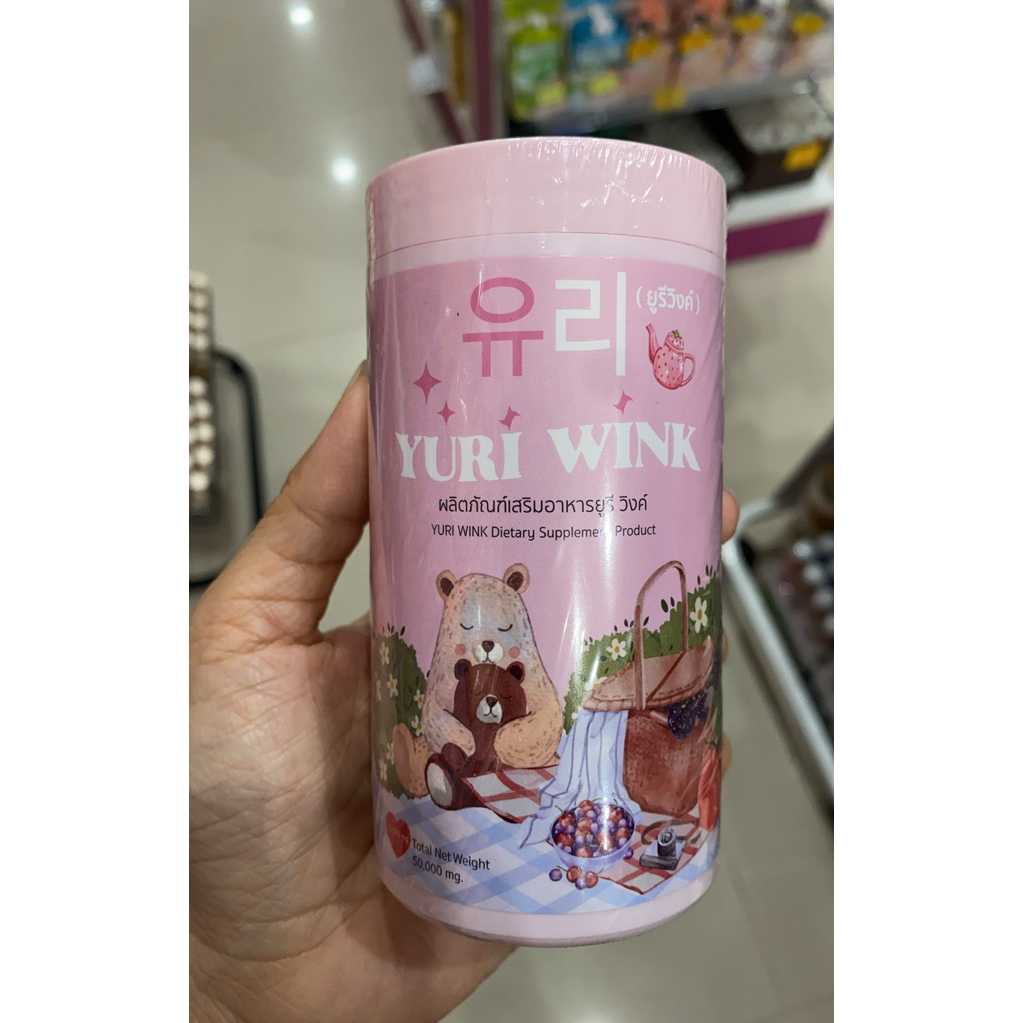 유리 (ยูรีวิงค์)
YURI WINK
ผลิตภัณฑ์เสริมอาหารยูรี วิงค์
YURI WINK Dietary Supplement Product
Total Net Weight
50,000 mg.